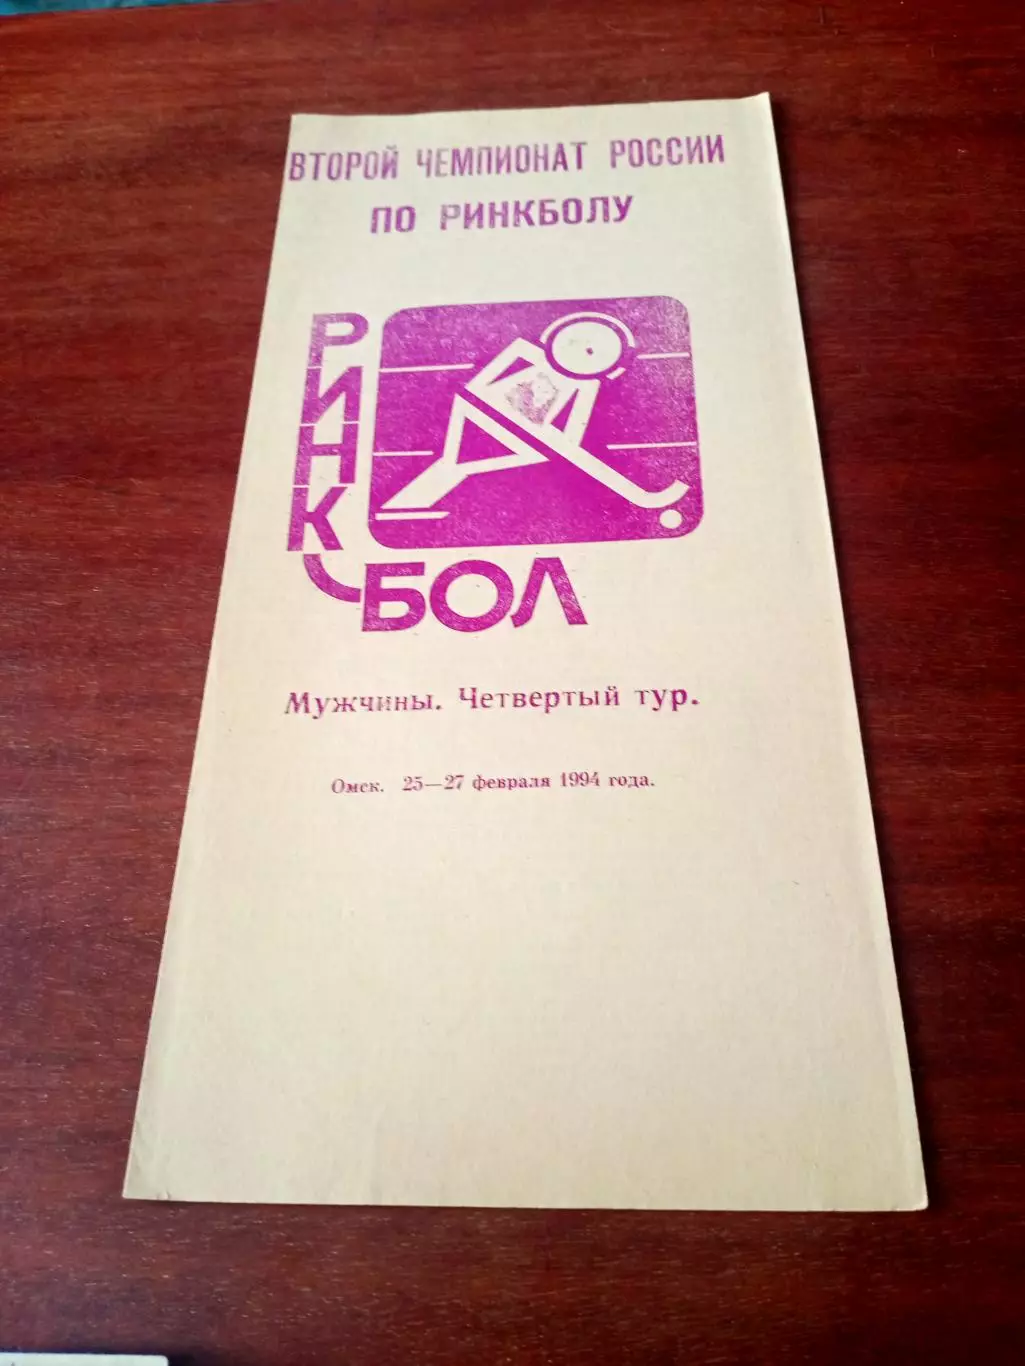 ВТОРОЙ ЧЕМПИОНАТ РОССИИ
ПО РИНКБОЛУ
РИНК
БОЛ
Мужчины. Четвертый тур.
Омск. 25—27 февраля 1994 года.